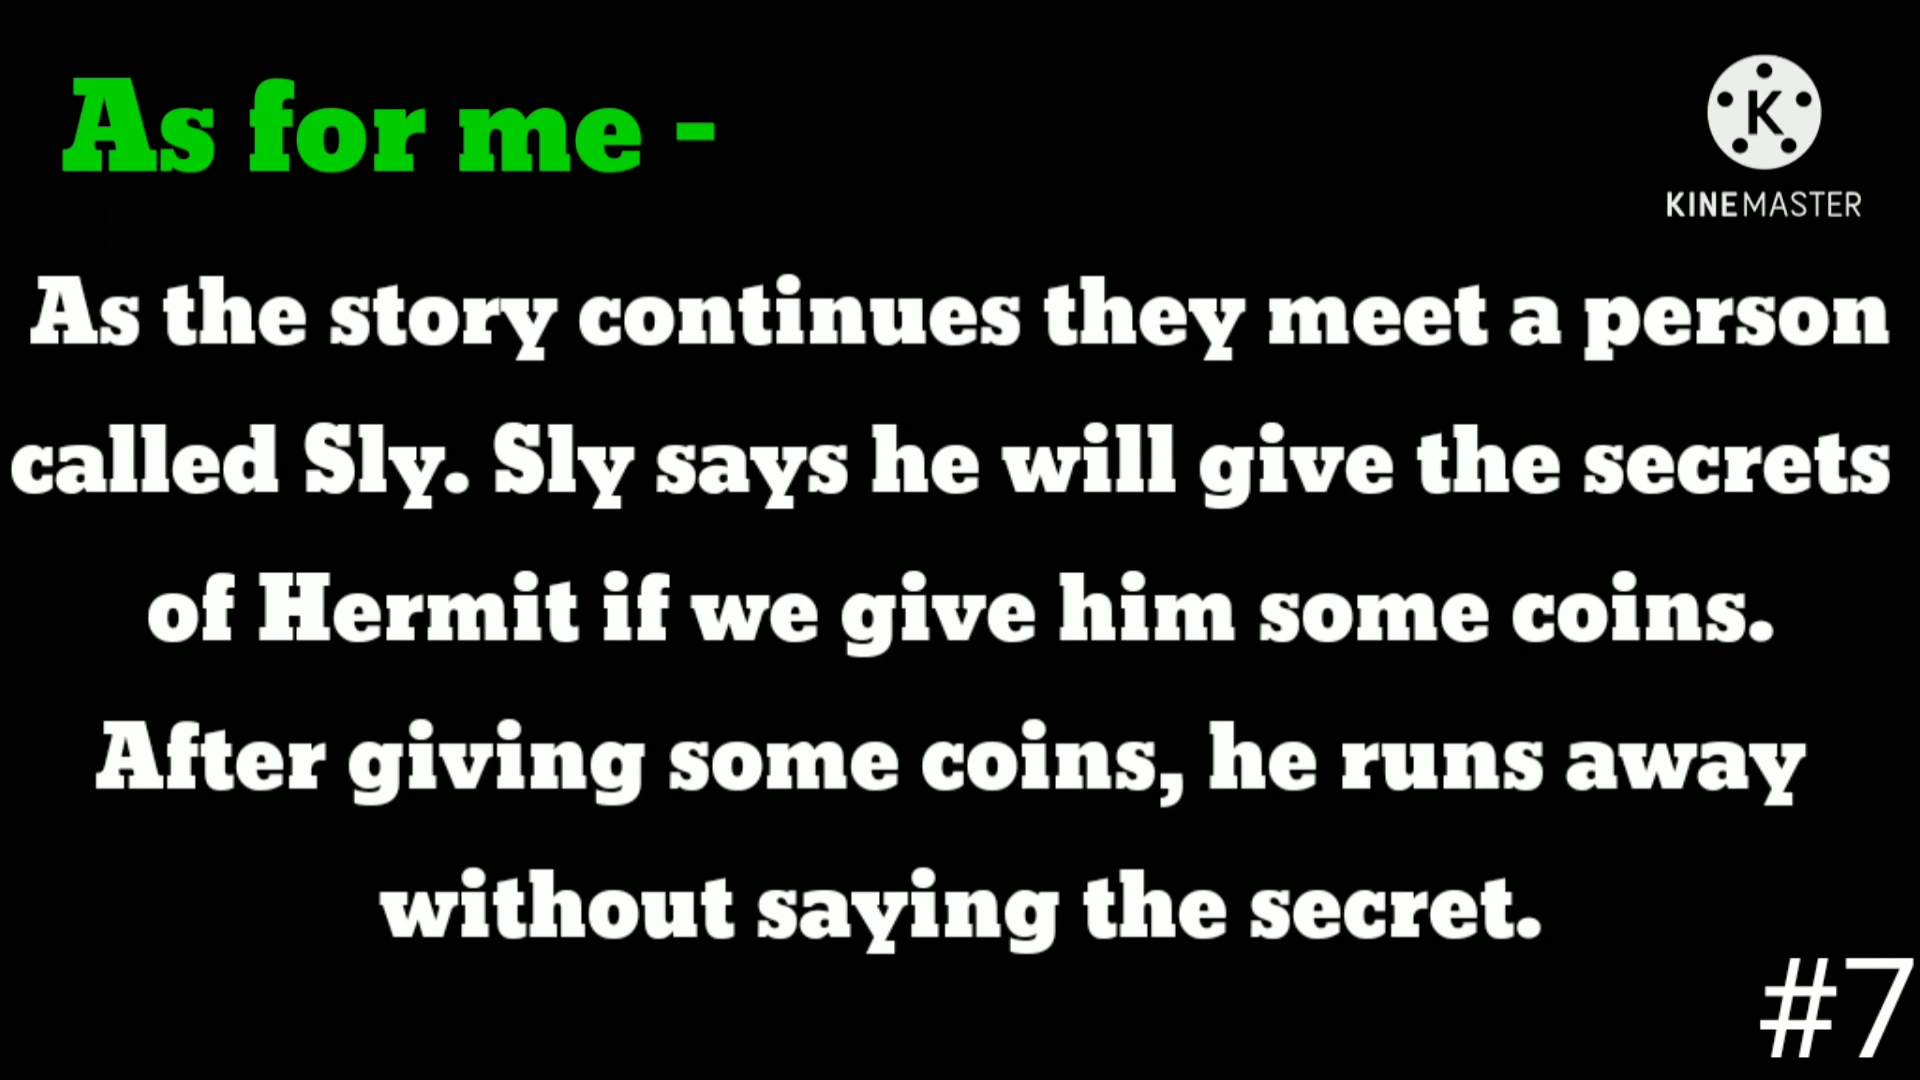 As for me -
K
KINEMASTER
As the story continues they meet a person
called Sly. Sly says he will give the secrets
of Hermit if we give him some coins.
After giving some coins, he runs away
without saying the secret.
#7